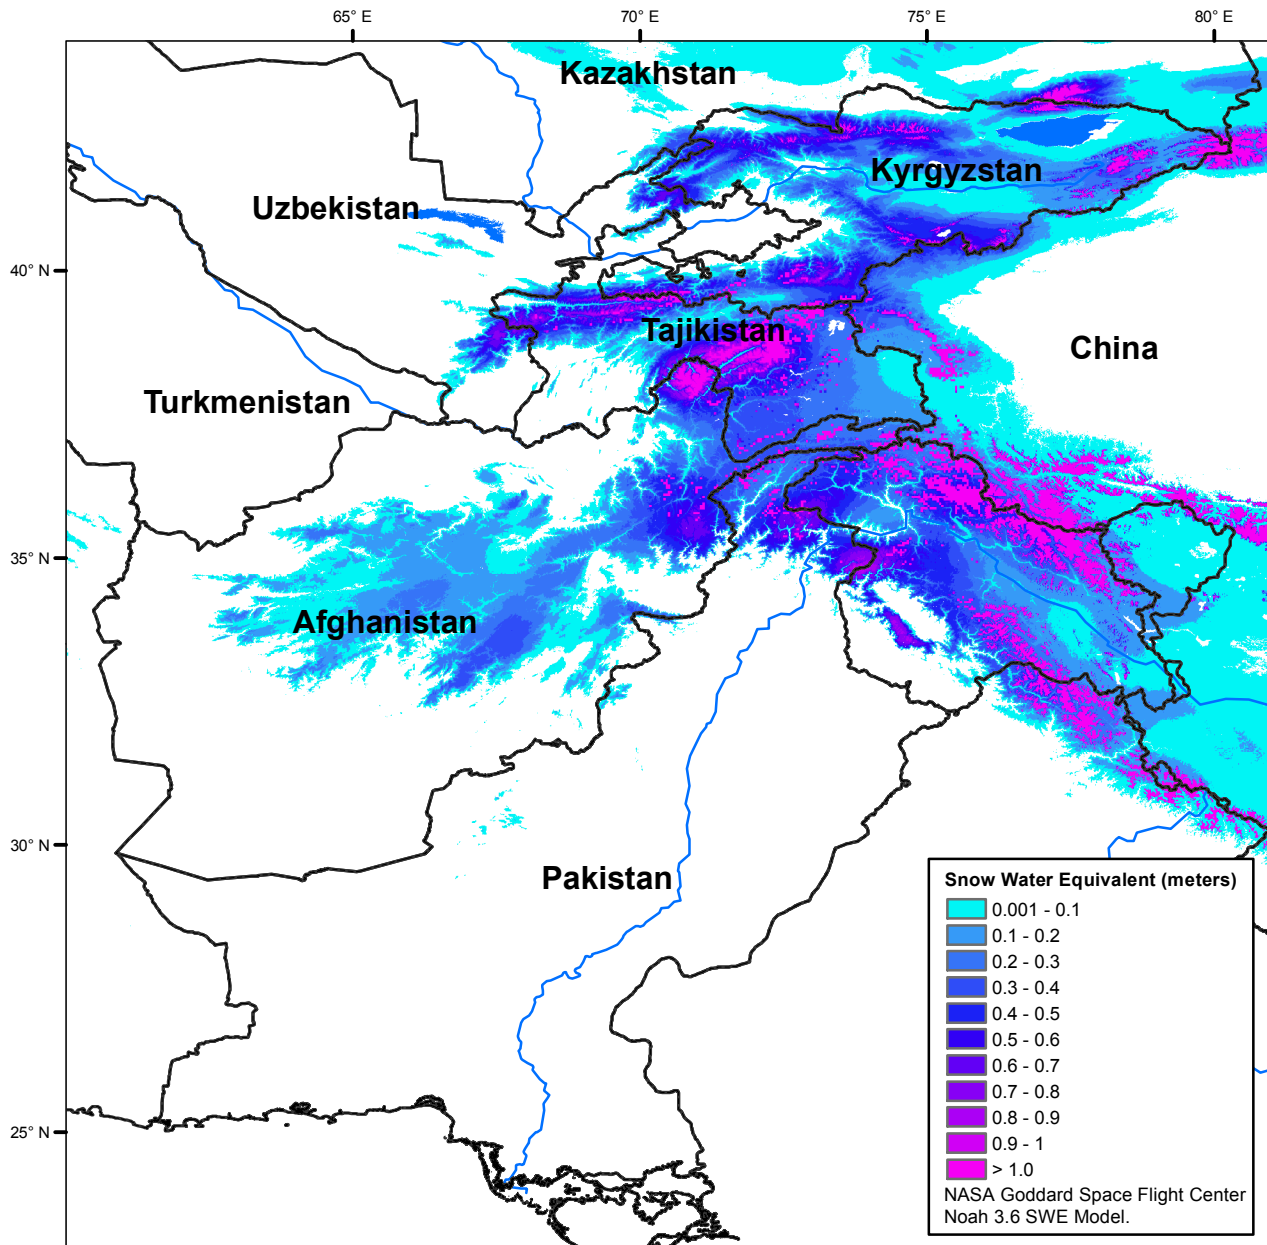 65° E
70° E
75° E
80° E
Kazakhstan
Kyrgyzstan
Uzbekistan
40° N
Tajikistan
China
Turkmenistan
35° N
Afghanistan
30° N
Pakistan
25° N
Snow Water Equivalent (meters)
0.001 - 0.1
0.1 - 0.2
0.2 - 0.3
0.3 - 0.4
0.4 - 0.5
0.5 - 0.6
0.6 - 0.7
0.7 - 0.8
0.8 - 0.9
0.9 - 1
> 1.0
NASA Goddard Space Flight Center
Noah 3.6 SWE Model.